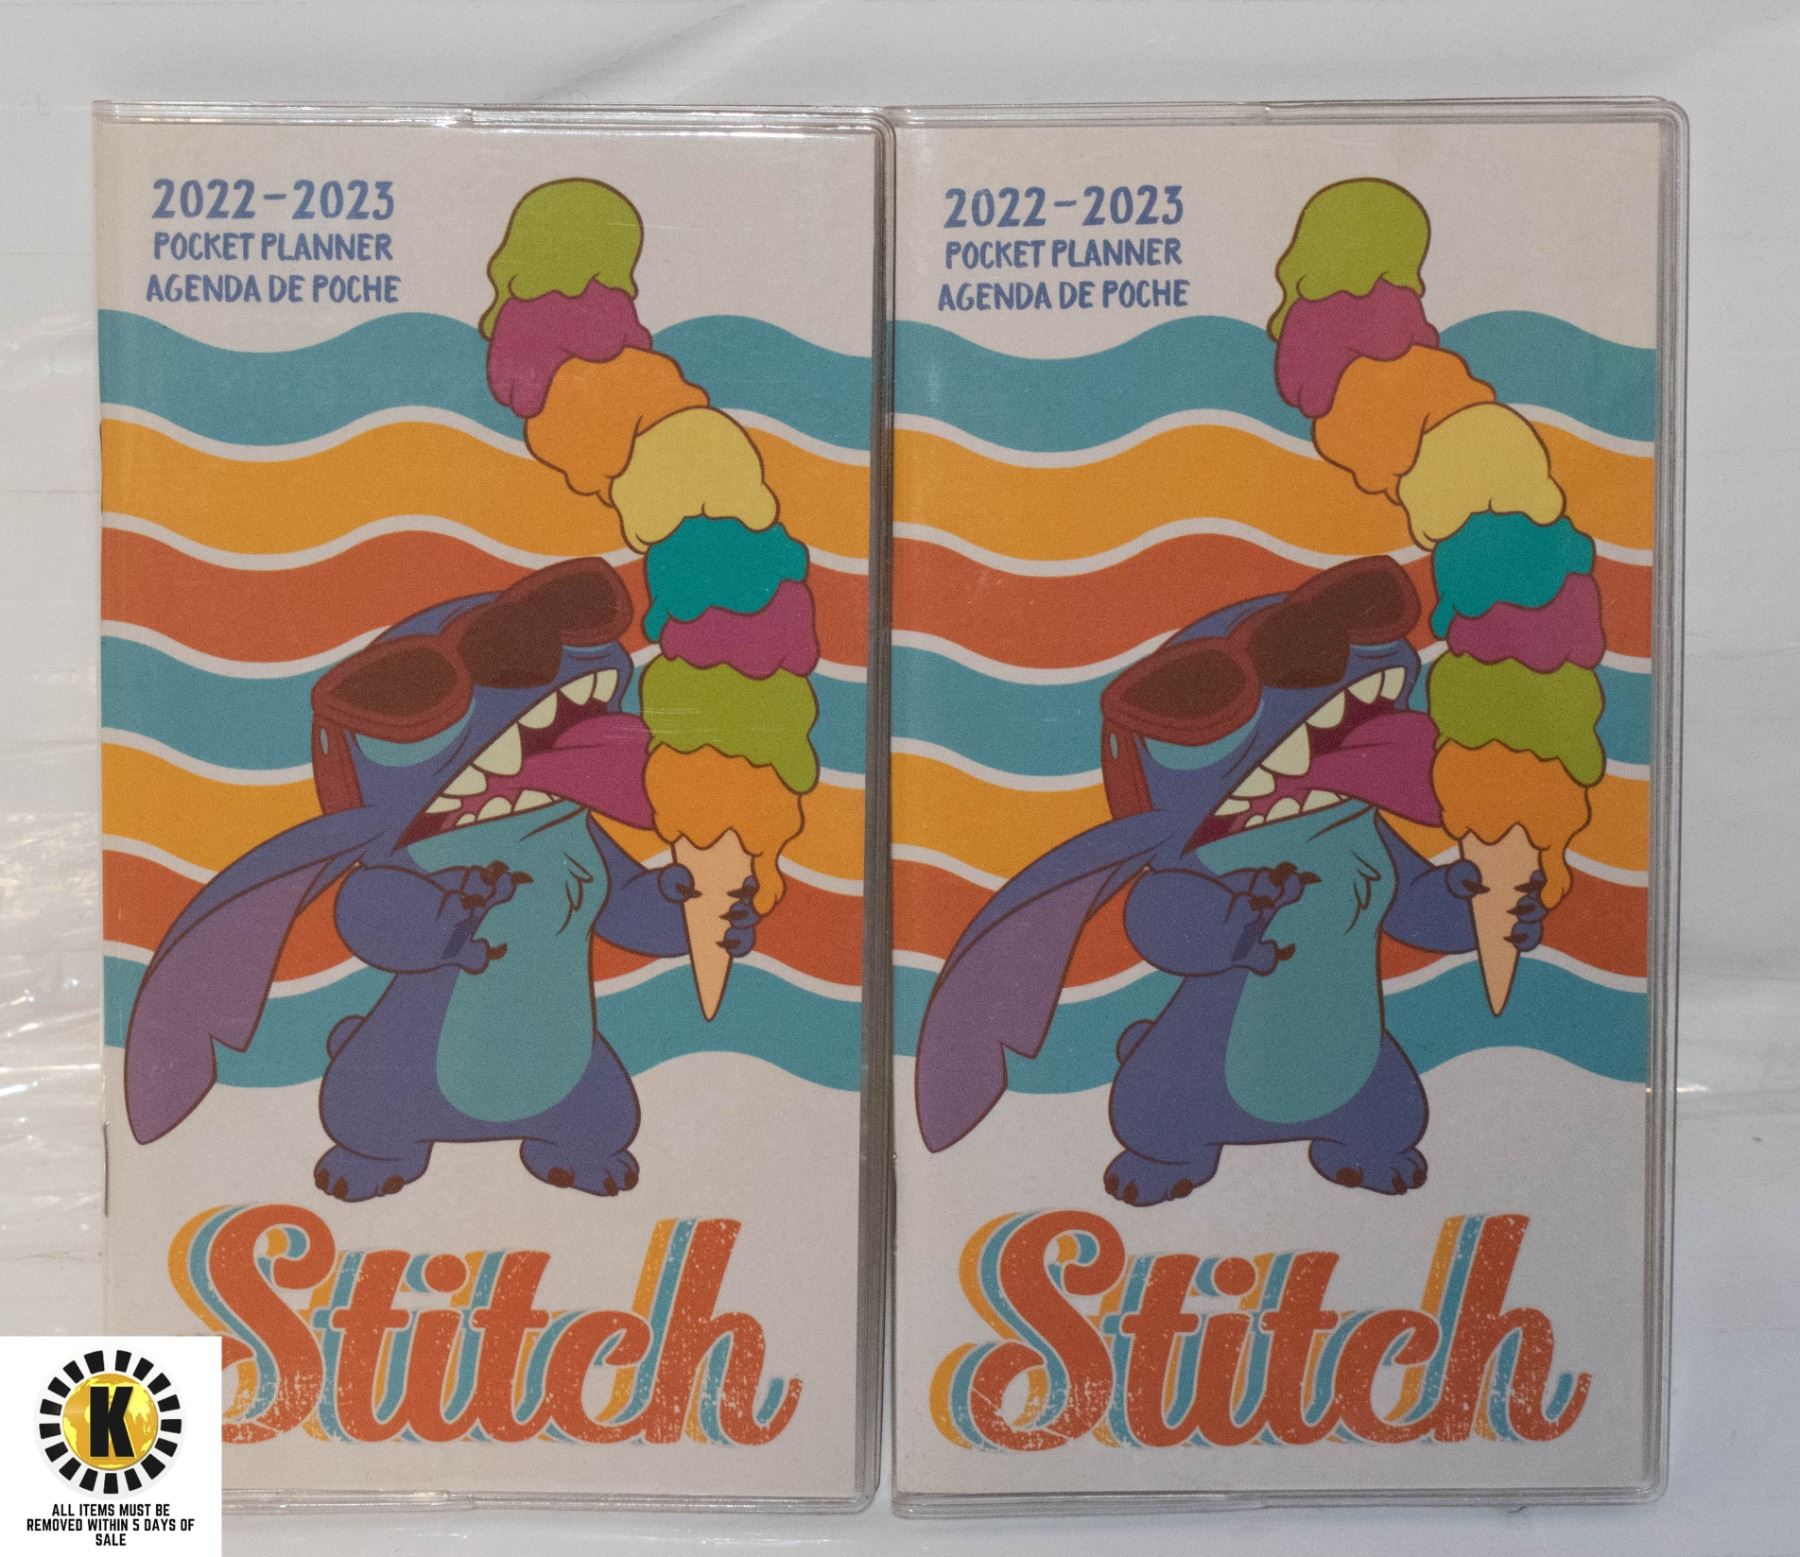 2022-2023
POCKET PLANNER
AGENDA DE POCHE
Stitch
2022-2023
POCKET PLANNER
AGENDA DE POCHE
Stitch
K
ALL ITEMS MUST BE
REMOVED WITHIN 5 DAYS OF
SALE